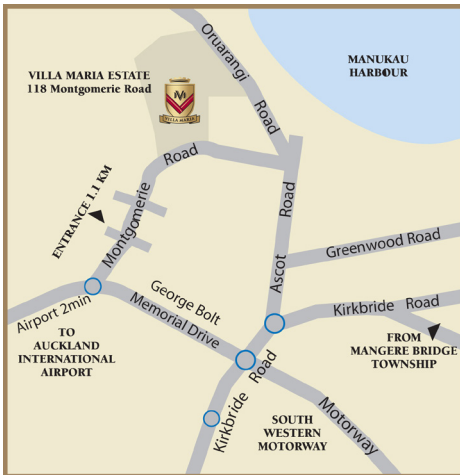 Oruarangi
Road
MANUKAU
HARBOUR
VILLA MARIA ESTATE
118 Montgomerie Road
VM
VILLA MARIA
Montgomerie
Road
ENTRANCE 1.1 KM
Ascot
Road
Greenwood Road
Airport 2min
George Bolt
Memorial Drive
Kirkbride Road
TO
AUCKLAND
INTERNATIONAL
AIRPORT
FROM
MANGERE BRIDGE
TOWNSHIP
Kirkbride Road
SOUTH
WESTERN
MOTORWAY
Motorway